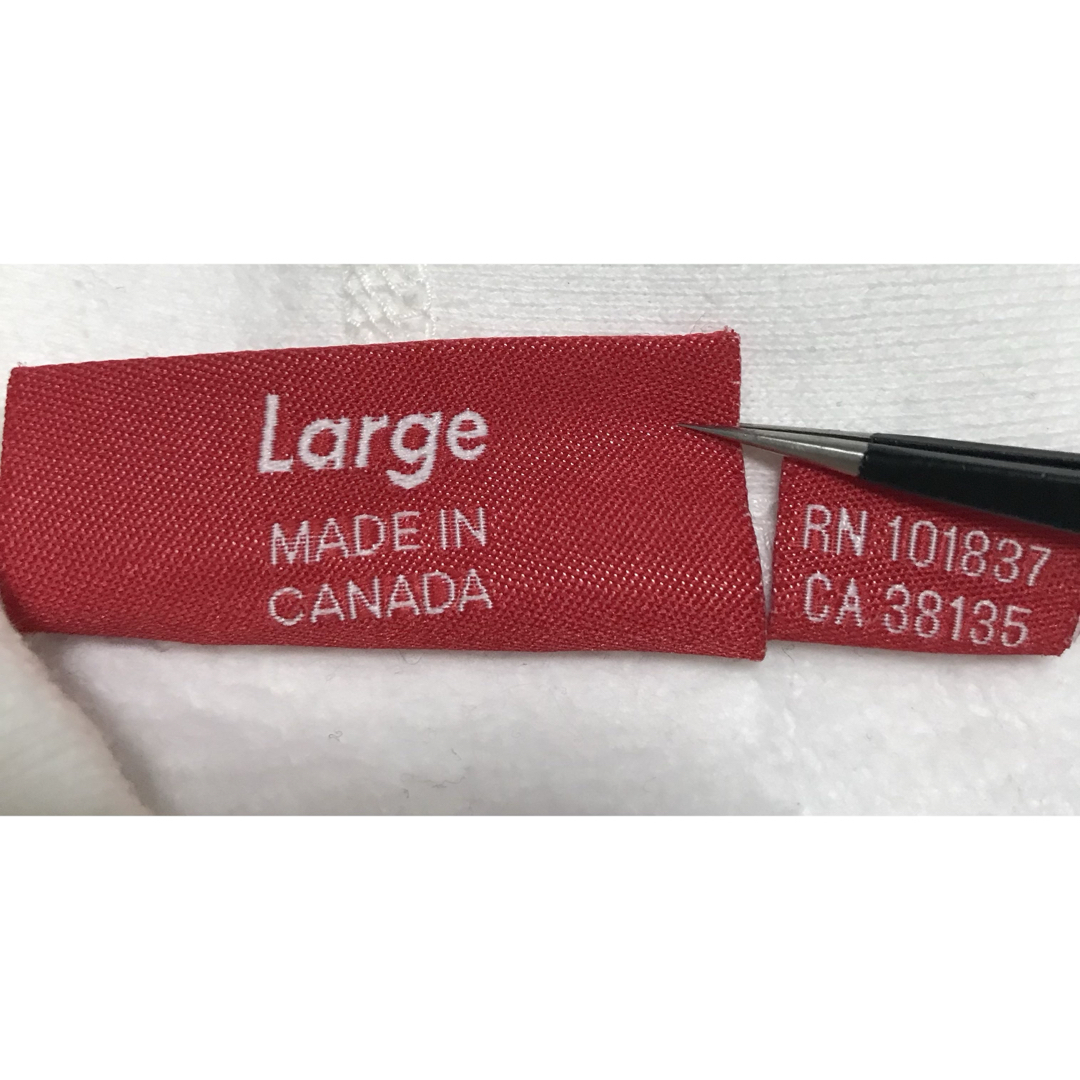 Large
MADE IN
CANADA
RN 101837
CA 38135